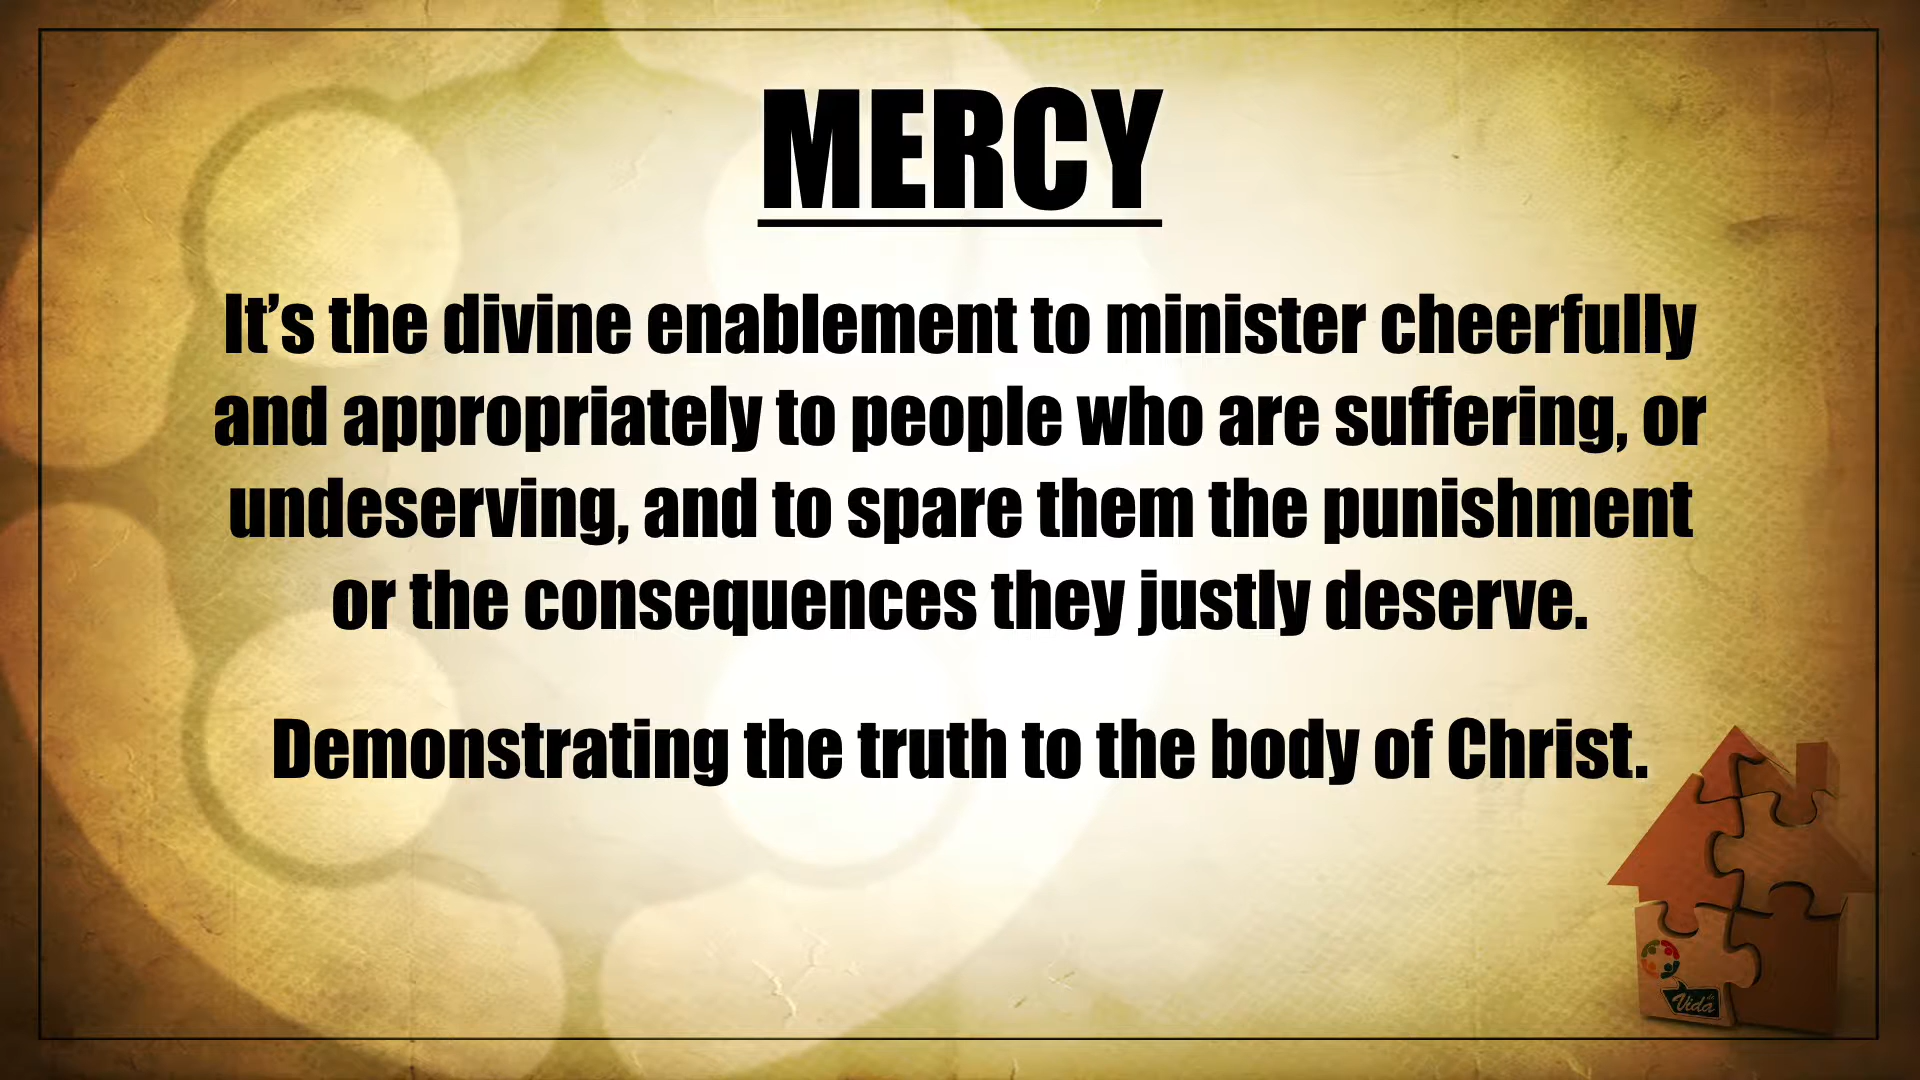 MERCY
It’s the divine enablement to minister cheerfully
and appropriately to people who are suffering, or
undeserving, and to spare them the punishment
or the consequences they justly deserve.
Demonstrating the truth to the body of Christ.
Vida